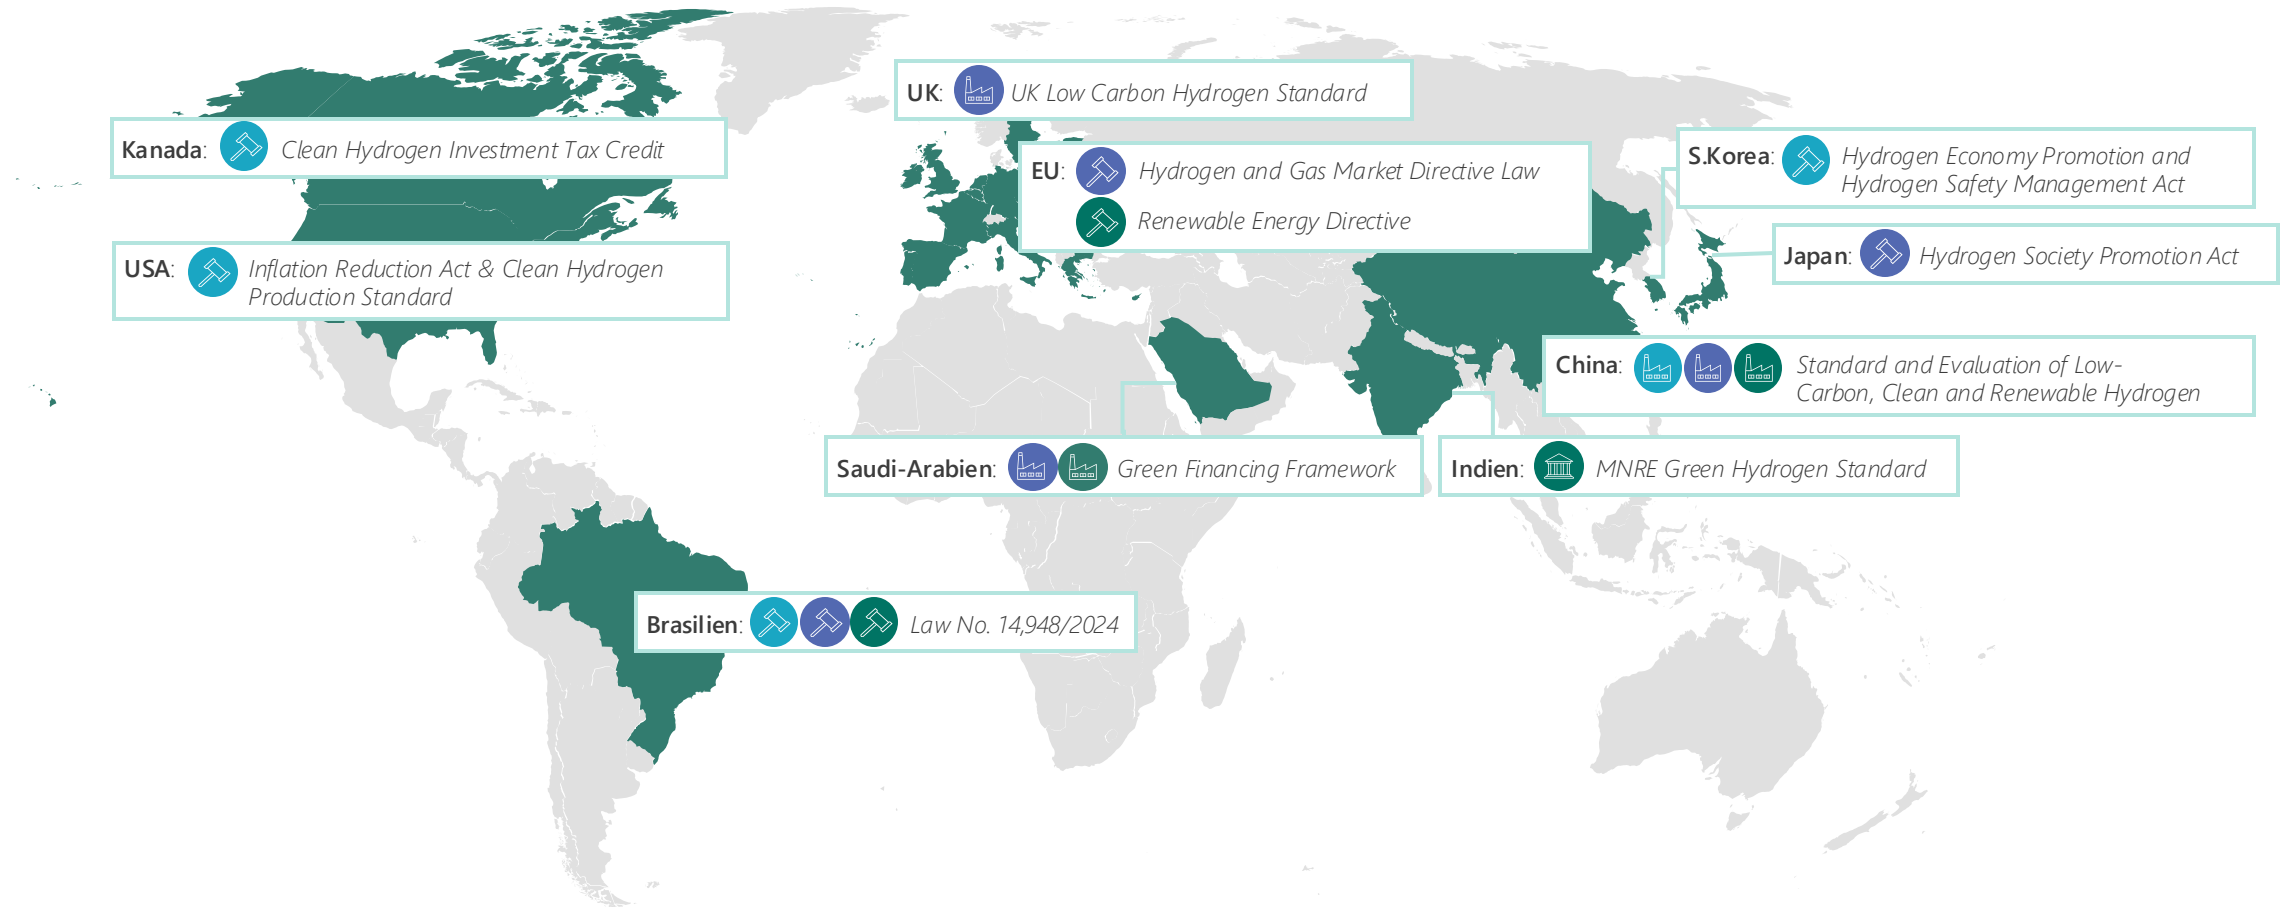 UK: UK Low Carbon Hydrogen Standard
Kanada: Clean Hydrogen Investment Tax Credit
EU: Hydrogen and Gas Market Directive Law
Renewable Energy Directive
S.Korea: Hydrogen Economy Promotion and
Hydrogen Safety Management Act
USA: Inflation Reduction Act & Clean Hydrogen
Production Standard
Japan: Hydrogen Society Promotion Act
China: Standard and Evaluation of Low-
Carbon, Clean and Renewable Hydrogen
Saudi-Arabien: Green Financing Framework
Indien: MNRE Green Hydrogen Standard
Brasilien: Law No. 14,948/2024